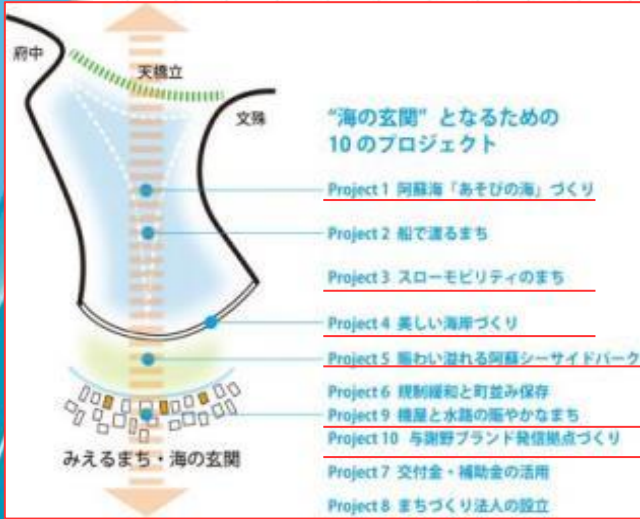 府中
天橋立
文殊
“海の玄関” となるための
10 のプロジェクト
Project 1 阿蘇海「あそびの海」づくり
Project 2 船で渡るまち
Project 3 スローモビリティのまち
Project 4 美しい海岸づくり
Project 5 賑わい溢れる阿蘇シーサイドパーク
Project 6 規制緩和と町並み保存
Project 9 機屋と水路の賑やかなまち
Project 10 与謝野ブランド発信拠点づくり
Project 7 交付金・補助金の活用
Project 8 まちづくり法人の設立
みえるまち・海の玄関